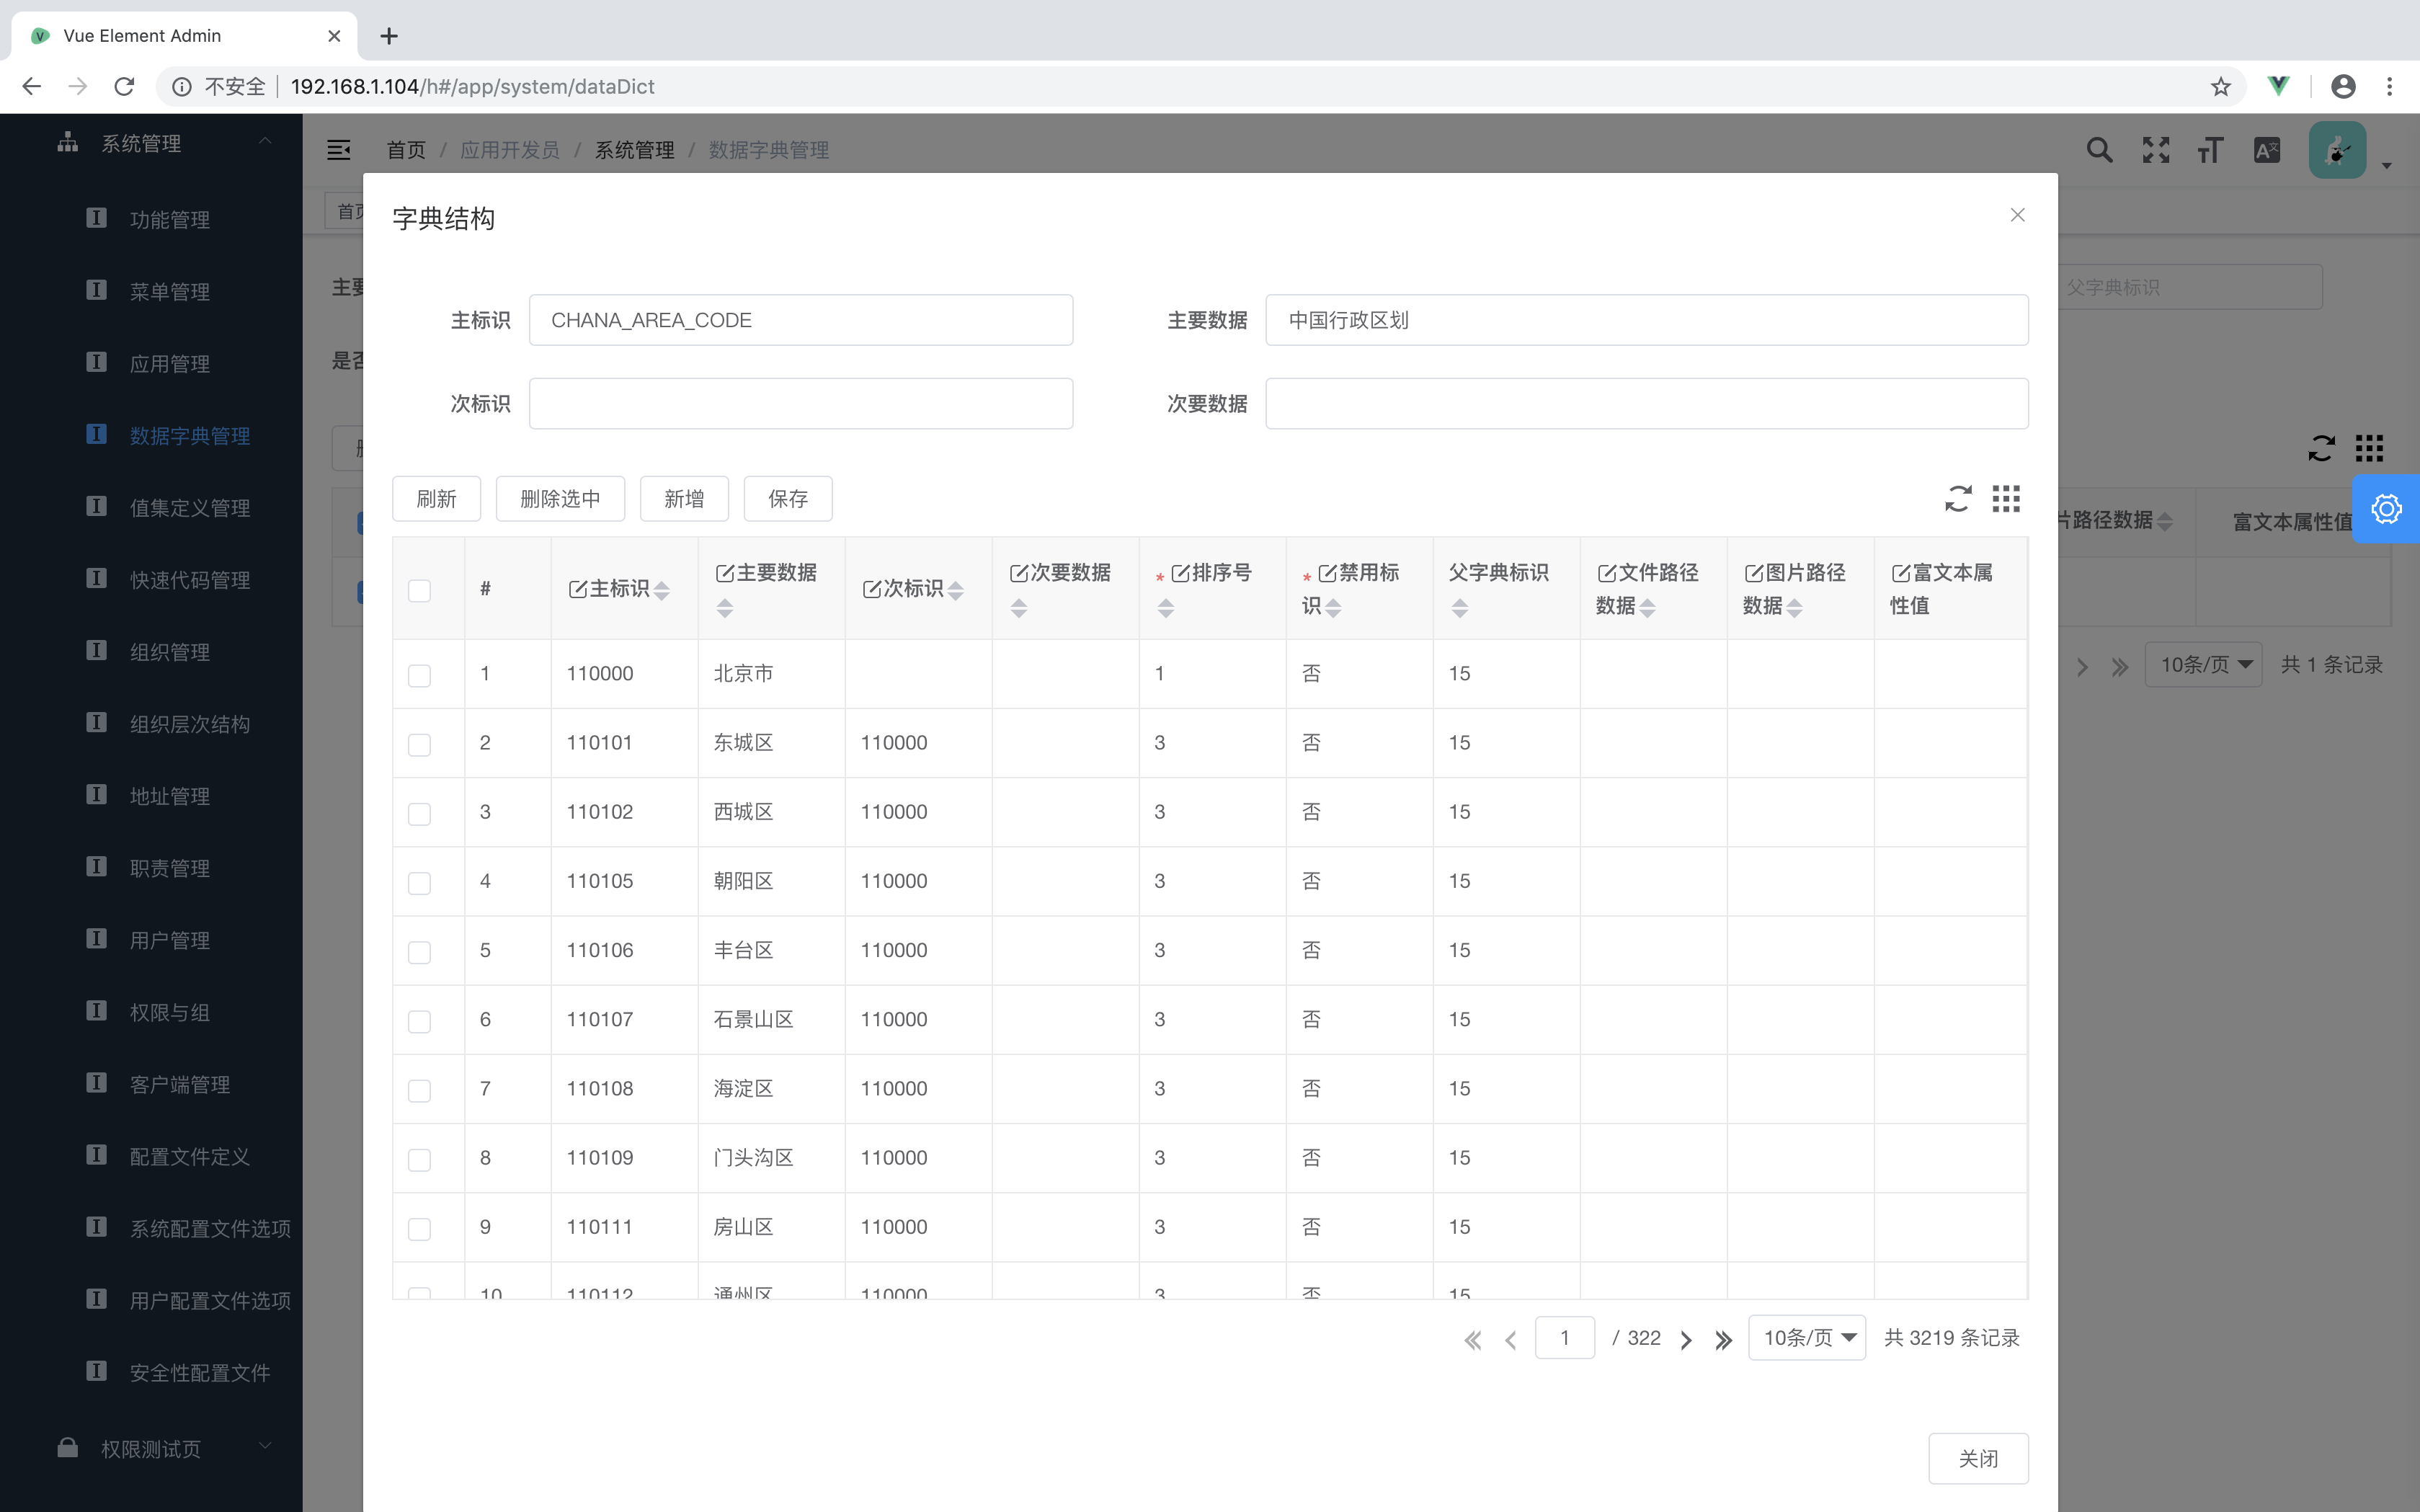 Vue Element Admin
不安全 192.168.1.104/h#/app/system/dataDict
系统管理
功能管理
菜单管理
应用管理
数据字典管理
值集定义管理
快速代码管理
组织管理
组织层次结构
地址管理
职责管理
用户管理
权限与组
客户端管理
配置文件定义
系统配置文件选项
用户配置文件选项
安全性配置文件
权限测试页
首页 / 应用开发员 / 系统管理 / 数据字典管理
首页
主要
父字典标识
是否
片路径数据 富文本属性值
10条/页 共 1 条记录
字典结构
主标识 CHANA_AREA_CODE 主要数据 中国行政区划
次标识 次要数据
刷新 删除选中 新增 保存
# 主标识 主要数据 次标识 次要数据 * 排序号 * 禁用标识 父字典标识 文件路径数据 图片路径数据 富文本属性值
1 110000 北京市 1 否 15
2 110101 东城区 110000 3 否 15
3 110102 西城区 110000 3 否 15
4 110105 朝阳区 110000 3 否 15
5 110106 丰台区 110000 3 否 15
6 110107 石景山区 110000 3 否 15
7 110108 海淀区 110000 3 否 15
8 110109 门头沟区 110000 3 否 15
9 110111 房山区 110000 3 否 15
10 110112 通州区 110000 3 否 15
1 / 322 10条/页 共 3219 条记录
关闭